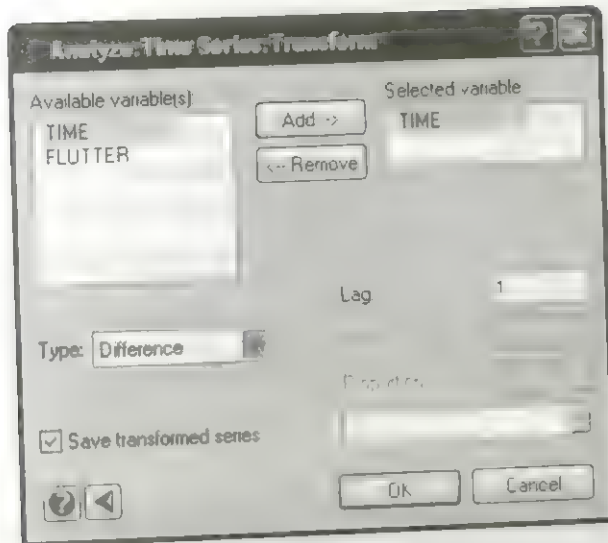 Analyze: Time Series: Transform
Available variable(s):
TIME
FLUTTER
Add ->
<-- Remove
Selected variable
TIME
Lag
1
Type:
Difference
Save transformed series
OK
Cancel